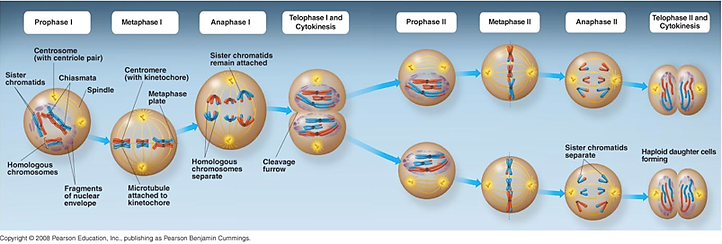 Prophase I
Metaphase I
Anaphase I
Telophase I and
Cytokinesis
Prophase II
Metaphase II
Anaphase II
Telophase II and
Cytokinesis
Centrosome
(with centriole pair)
Sister
chromatids
Chiasmata
Spindle
Homologous
chromosomes
Fragments
of nuclear
envelope
Centromere
(with kinetochore)
Metaphase
plate
Microtubule
attached to
kinetochore
Sister chromatids
remain attached
Homologous
chromosomes
separate
Cleavage
furrow
Sister chromatids
separate
Haploid daughter cells
forming
Copyright © 2008 Pearson Education, Inc., publishing as Pearson Benjamin Cummings.